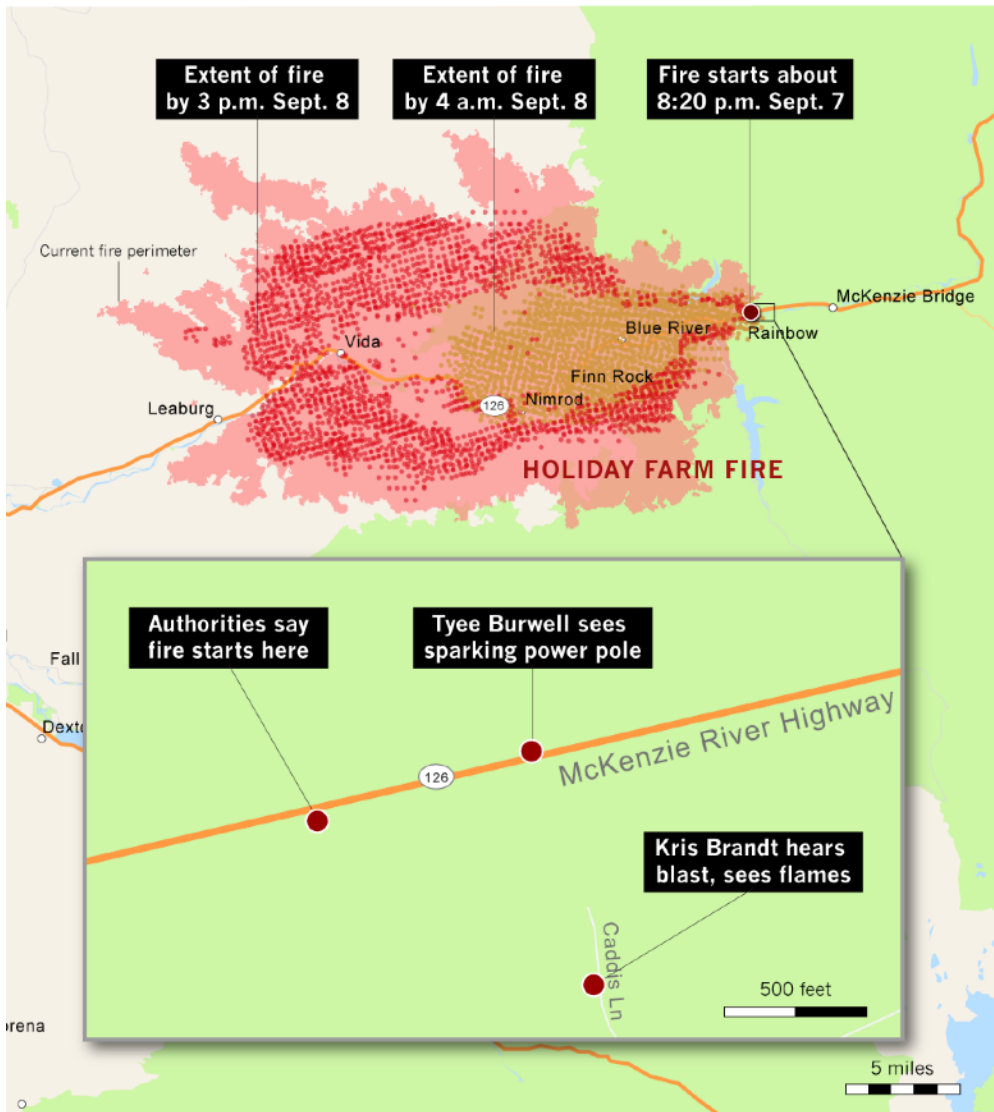 Extent of fire
by 3 p.m. Sept. 8
Extent of fire
by 4 a.m. Sept. 8
Fire starts about
8:20 p.m. Sept. 7
Current fire perimeter
McKenzie Bridge
Rainbow
Blue River
Vida
Finn Rock
Leaburg
126
Nimrod
HOLIDAY FARM FIRE
Authorities say
fire starts here
Tyee Burwell sees
sparking power pole
Fall
Dext
McKenzie River Highway
126
Kris Brandt hears
blast, sees flames
Caddis Ln
500 feet
orena
5 miles